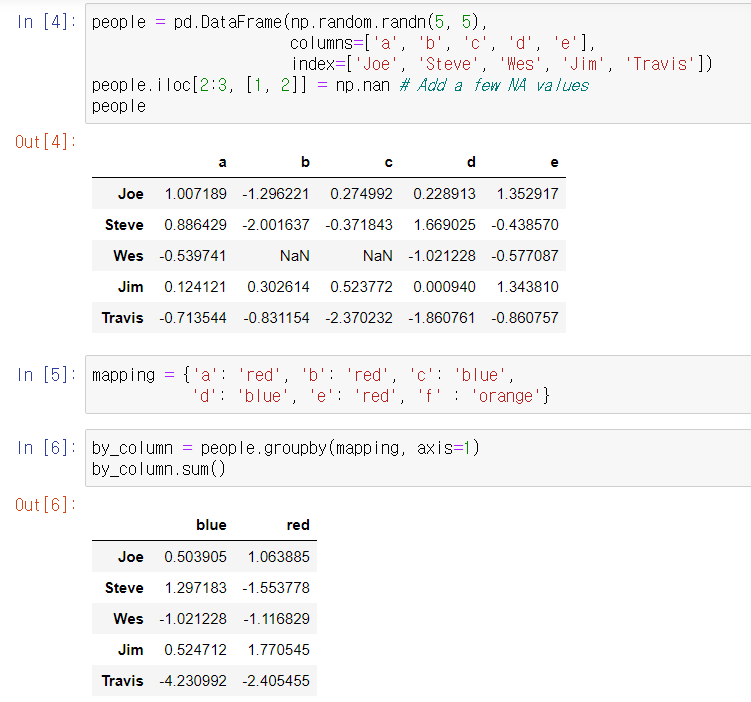 In [4]: people = pd.DataFrame(np.random.randn(5, 5),
columns=['a', 'b', 'c', 'd', 'e'],
index=['Joe', 'Steve', 'Wes', 'Jim', 'Travis'])
people.iloc[2:3, [1, 2]] = np.nan # Add a few NA values
people
Out[4]:
a b c d e
Joe 1.007189 -1.296221 0.274992 0.228913 1.352917
Steve 0.886429 -2.001637 -0.371843 1.669025 -0.438570
Wes -0.539741 NaN NaN -1.021228 -0.577087
Jim 0.124121 0.302614 0.523772 0.000940 1.343810
Travis -0.713544 -0.831154 -2.370232 -1.860761 -0.860757
In [5]: mapping = {'a': 'red', 'b': 'red', 'c': 'blue',
'd': 'blue', 'e': 'red', 'f' : 'orange'}
In [6]: by_column = people.groupby(mapping, axis=1)
by_column.sum()
Out[6]:
blue red
Joe 0.503905 1.063885
Steve 1.297183 -1.553778
Wes -1.021228 -1.116829
Jim 0.524712 1.770545
Travis -4.230992 -2.405455